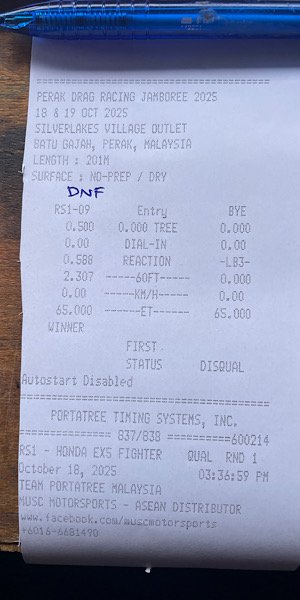 ==============================
PERAK DRAG RACING JAMBOREE 2025
18 & 19 OCT 2025
SILVERLAKES VILLAGE OUTLET
BATU GAJAH, PERAK, MALAYSIA
LENGTH : 201M
SURFACE : NO-PREP / DRY
DNF
RS1-09 Entry BYE
0.500 0.000 TREE 0.000
0.00 DIAL-IN 0.00
0.588 REACTION -LB3-
2.307 -----60FT----- 0.000
0.00 -----KM/H----- 0.00
65.000 ------ET------ 65.000
WINNER
FIRST
STATUS DISQUAL
Autostart Disabled
==============================
PORTATREE TIMING SYSTEMS, INC.
============ 837/838 ==========600214
RS1 - HONDA EX5 FIGHTER QUAL RND 1
October 18, 2025 03:36:59 PM
TEAM PORTATREE MALAYSIA
MUSC MOTORSPORTS - ASEAN DISTRIBUTOR
www.facebook.com/muscmotorsports
+6016-6681490